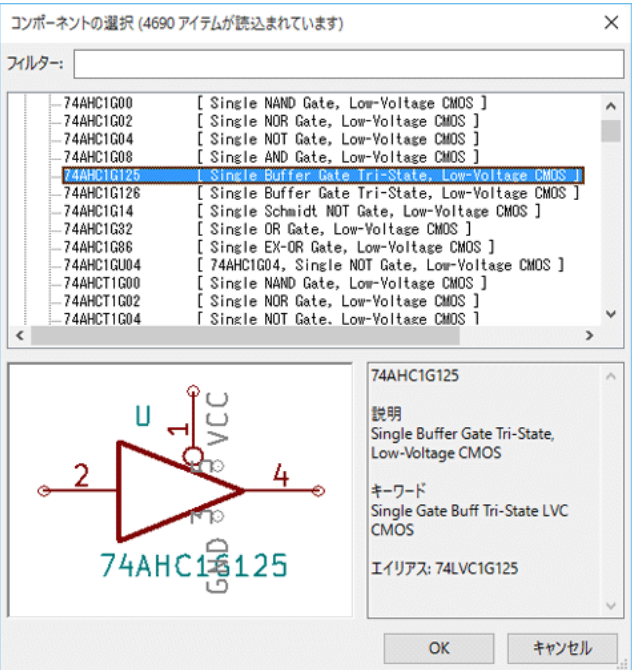 コンポーネントの選択 (4690 アイテムが読込まれています)
フィルター:
74AHC1G00 [ Single NAND Gate, Low-Voltage CMOS ]
74AHC1G02 [ Single NOR Gate, Low-Voltage CMOS ]
74AHC1G04 [ Single NOT Gate, Low-Voltage CMOS ]
74AHC1G08 [ Single AND Gate, Low-Voltage CMOS ]
74AHC1G125 [ Single Buffer Gate Tri-State, Low-Voltage CMOS ]
74AHC1G126 [ Single Buffer Gate Tri-State, Low-Voltage CMOS ]
74AHC1G14 [ Single Schmidt NOT Gate, Low-Voltage CMOS ]
74AHC1G32 [ Single OR Gate, Low-Voltage CMOS ]
74AHC1G86 [ Single EX-OR Gate, Low-Voltage CMOS ]
74AHC1GU04 [ 74AHC1G04, Single NOT Gate, Low-Voltage CMOS ]
74AHCT1G00 [ Single NAND Gate, Low-Voltage CMOS ]
74AHCT1G02 [ Single NOR Gate, Low-Voltage CMOS ]
74AHCT1G04 [ Single NOT Gate, Low-Voltage CMOS ]
U
1
VCC
5
2
4
3
GND
74AHC1G125
74AHC1G125
説明
Single Buffer Gate Tri-State,
Low-Voltage CMOS
キーワード
Single Gate Buff Tri-State LVC
CMOS
エイリアス: 74LVC1G125
OK
キャンセル